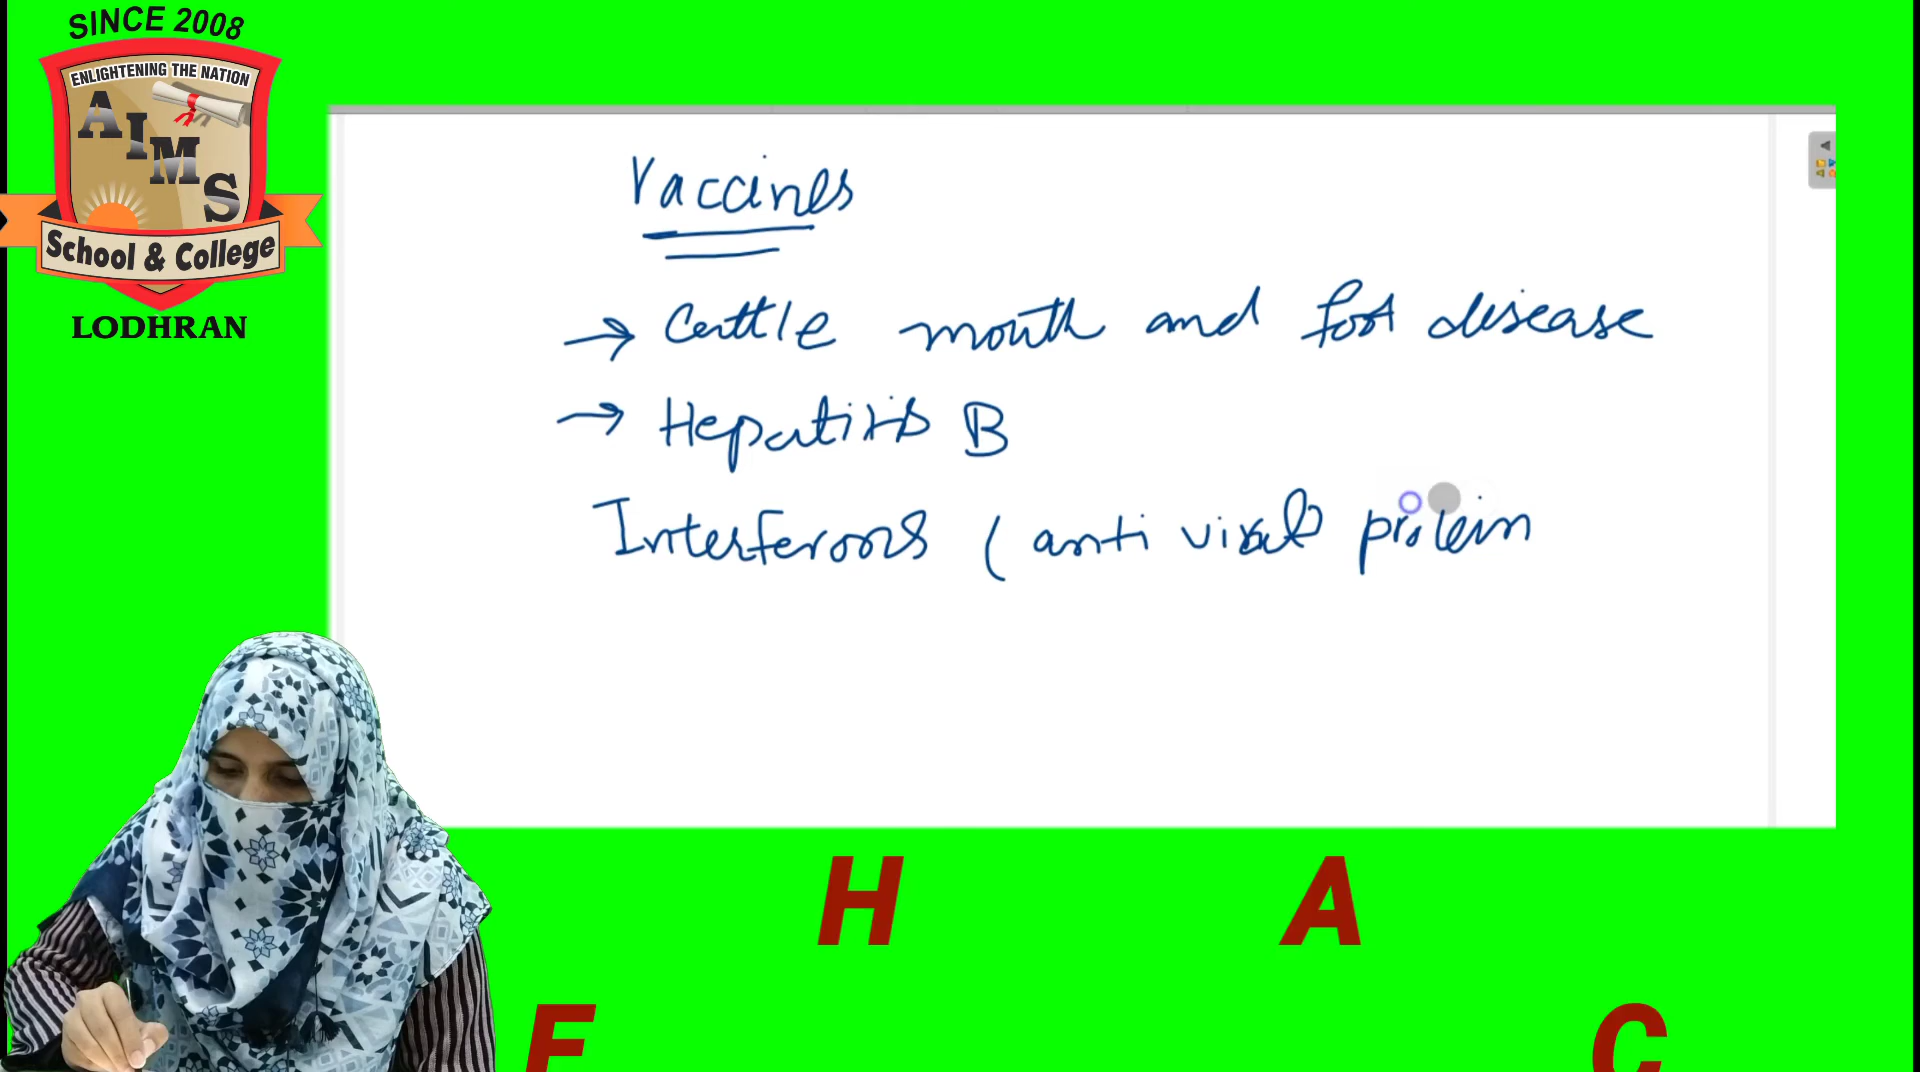 SINCE 2008
ENLIGHTENING THE NATION
AIMS
School & College
LODHRAN
Vaccines
→ Cattle mouth and foot disease
→ Hepatitis B
Interferons ( anti viral protein
H A
F C